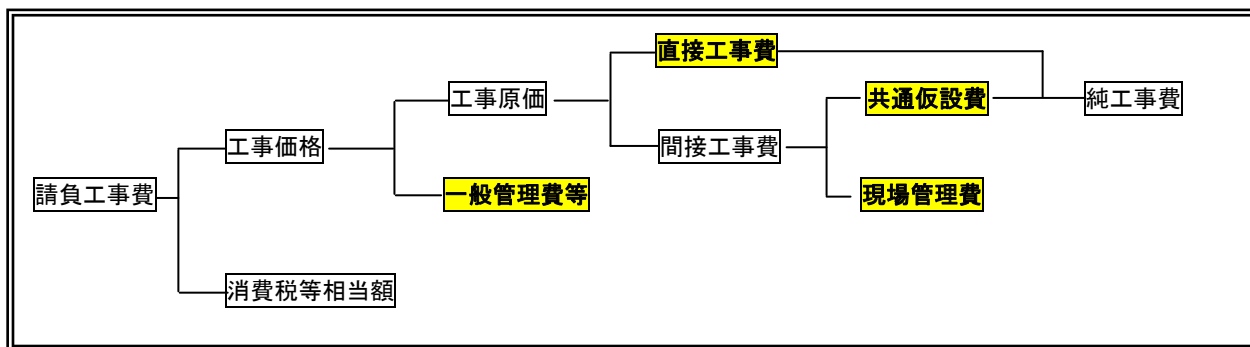 直接工事費
工事原価
共通仮設費
純工事費
工事価格
間接工事費
請負工事費
一般管理費等
現場管理費
消費税等相当額